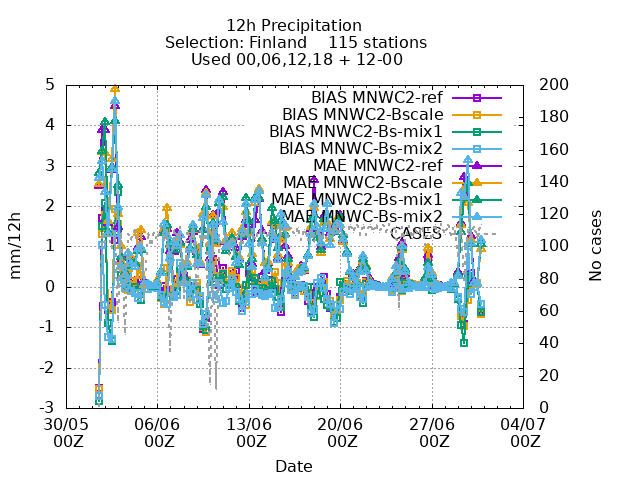 12h Precipitation
Selection: Finland    115 stations
Used 00,06,12,18 + 12-00
5
4
3
2
1
0
-1
-2
-3
mm/12h
200
180
160
140
120
100
80
60
40
20
0
No cases
BIAS MNWC2-ref
BIAS MNWC2-Bscale
BIAS MNWC2-Bs-mix1
BIAS MNWC-Bs-mix2
MAE MNWC2-ref
MAE MNWC2-Bscale
MAE MNWC2-Bs-mix1
MAE MNWC-Bs-mix2
CASES
30/05 06/06 13/06 20/06 27/06 04/07
00Z 00Z 00Z 00Z 00Z 00Z
Date